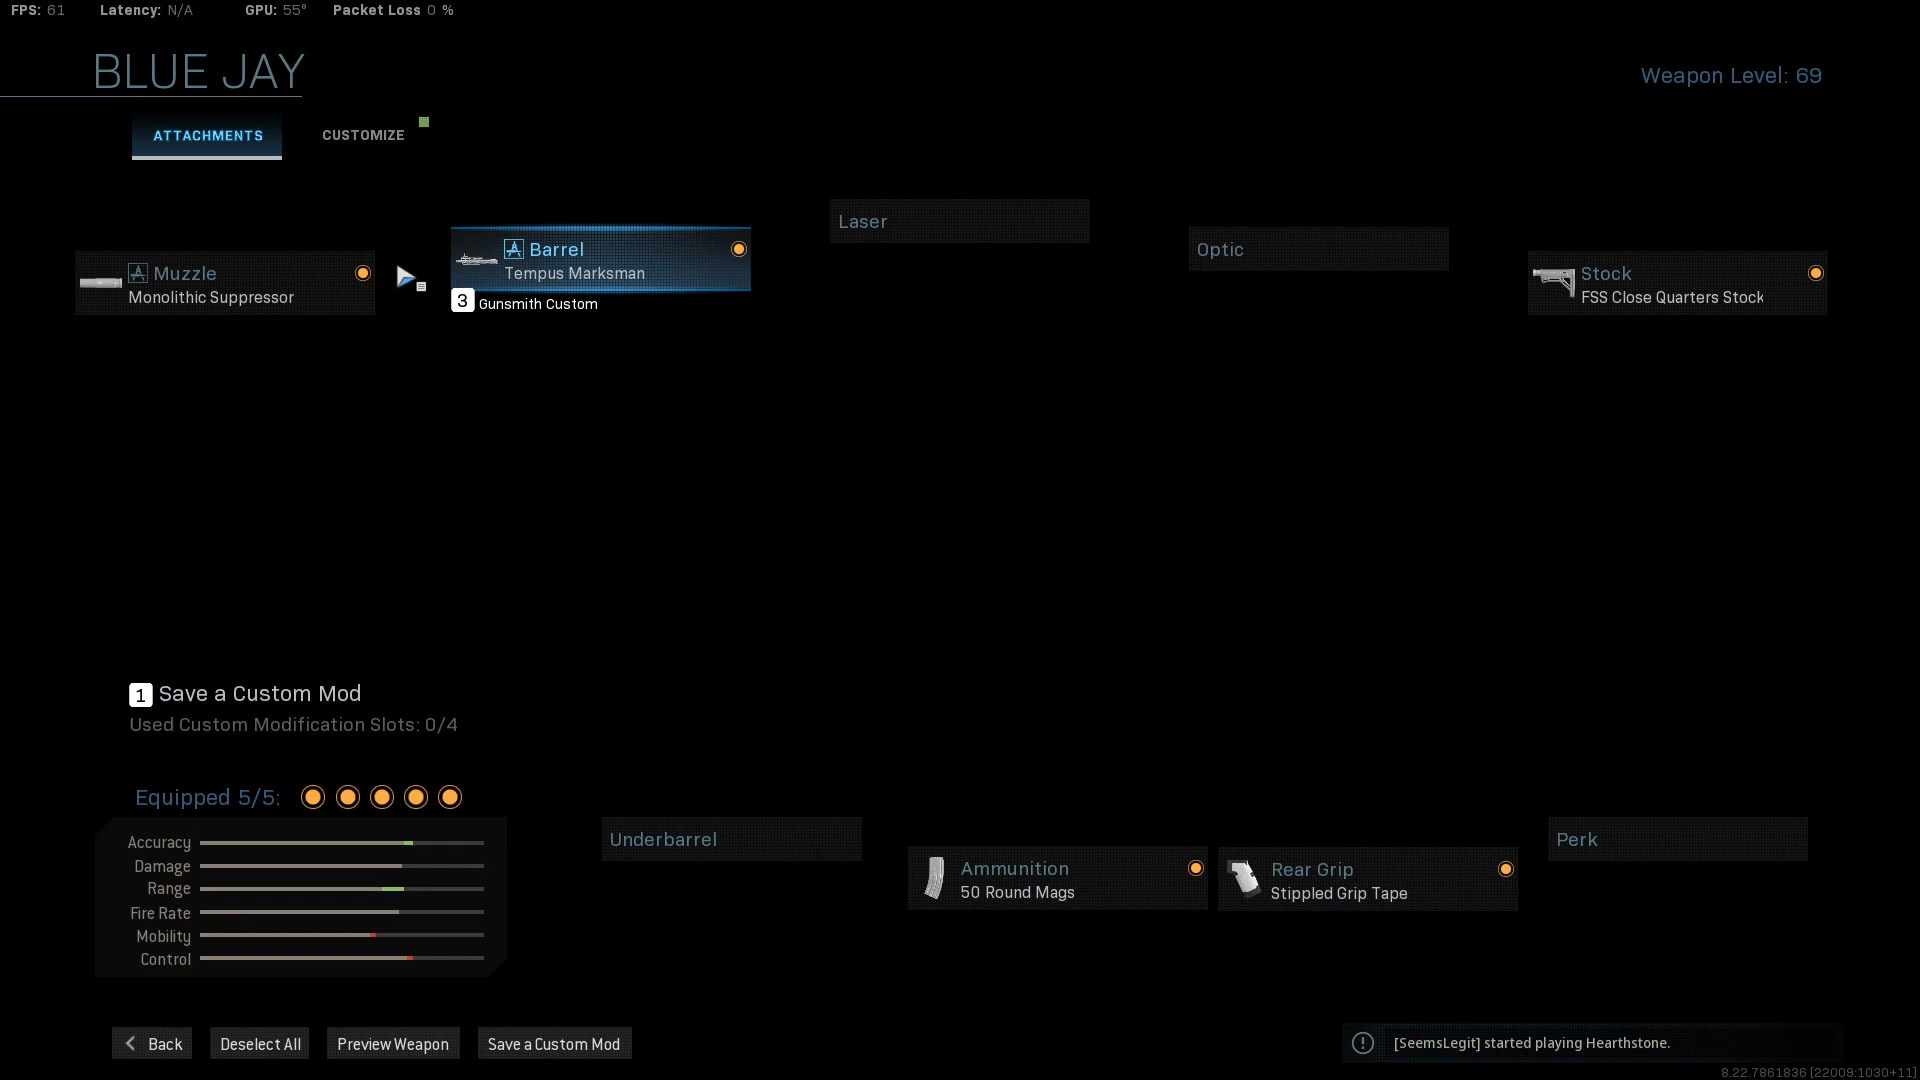 FPS: 61 Latency: N/A GPU: 55° Packet Loss 0 %
BLUE JAY
Weapon Level: 69
ATTACHMENTS
CUSTOMIZE
Laser
Barrel
Tempus Marksman
3 Gunsmith Custom
Optic
Muzzle
Monolithic Suppressor
Stock
FSS Close Quarters Stock
1 Save a Custom Mod
Used Custom Modification Slots: 0/4
Equipped 5/5:
Accuracy
Damage
Range
Fire Rate
Mobility
Control
Underbarrel
Ammunition
50 Round Mags
Rear Grip
Stippled Grip Tape
Perk
Back
Deselect All
Preview Weapon
Save a Custom Mod
[SeemsLegit] started playing Hearthstone.
8.22.7861836 [22009:1030+11]